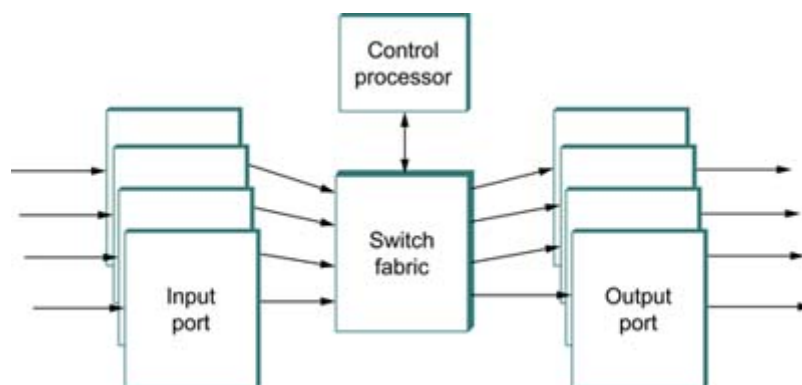 Control
processor
Switch
fabric
Input
port
Output
port